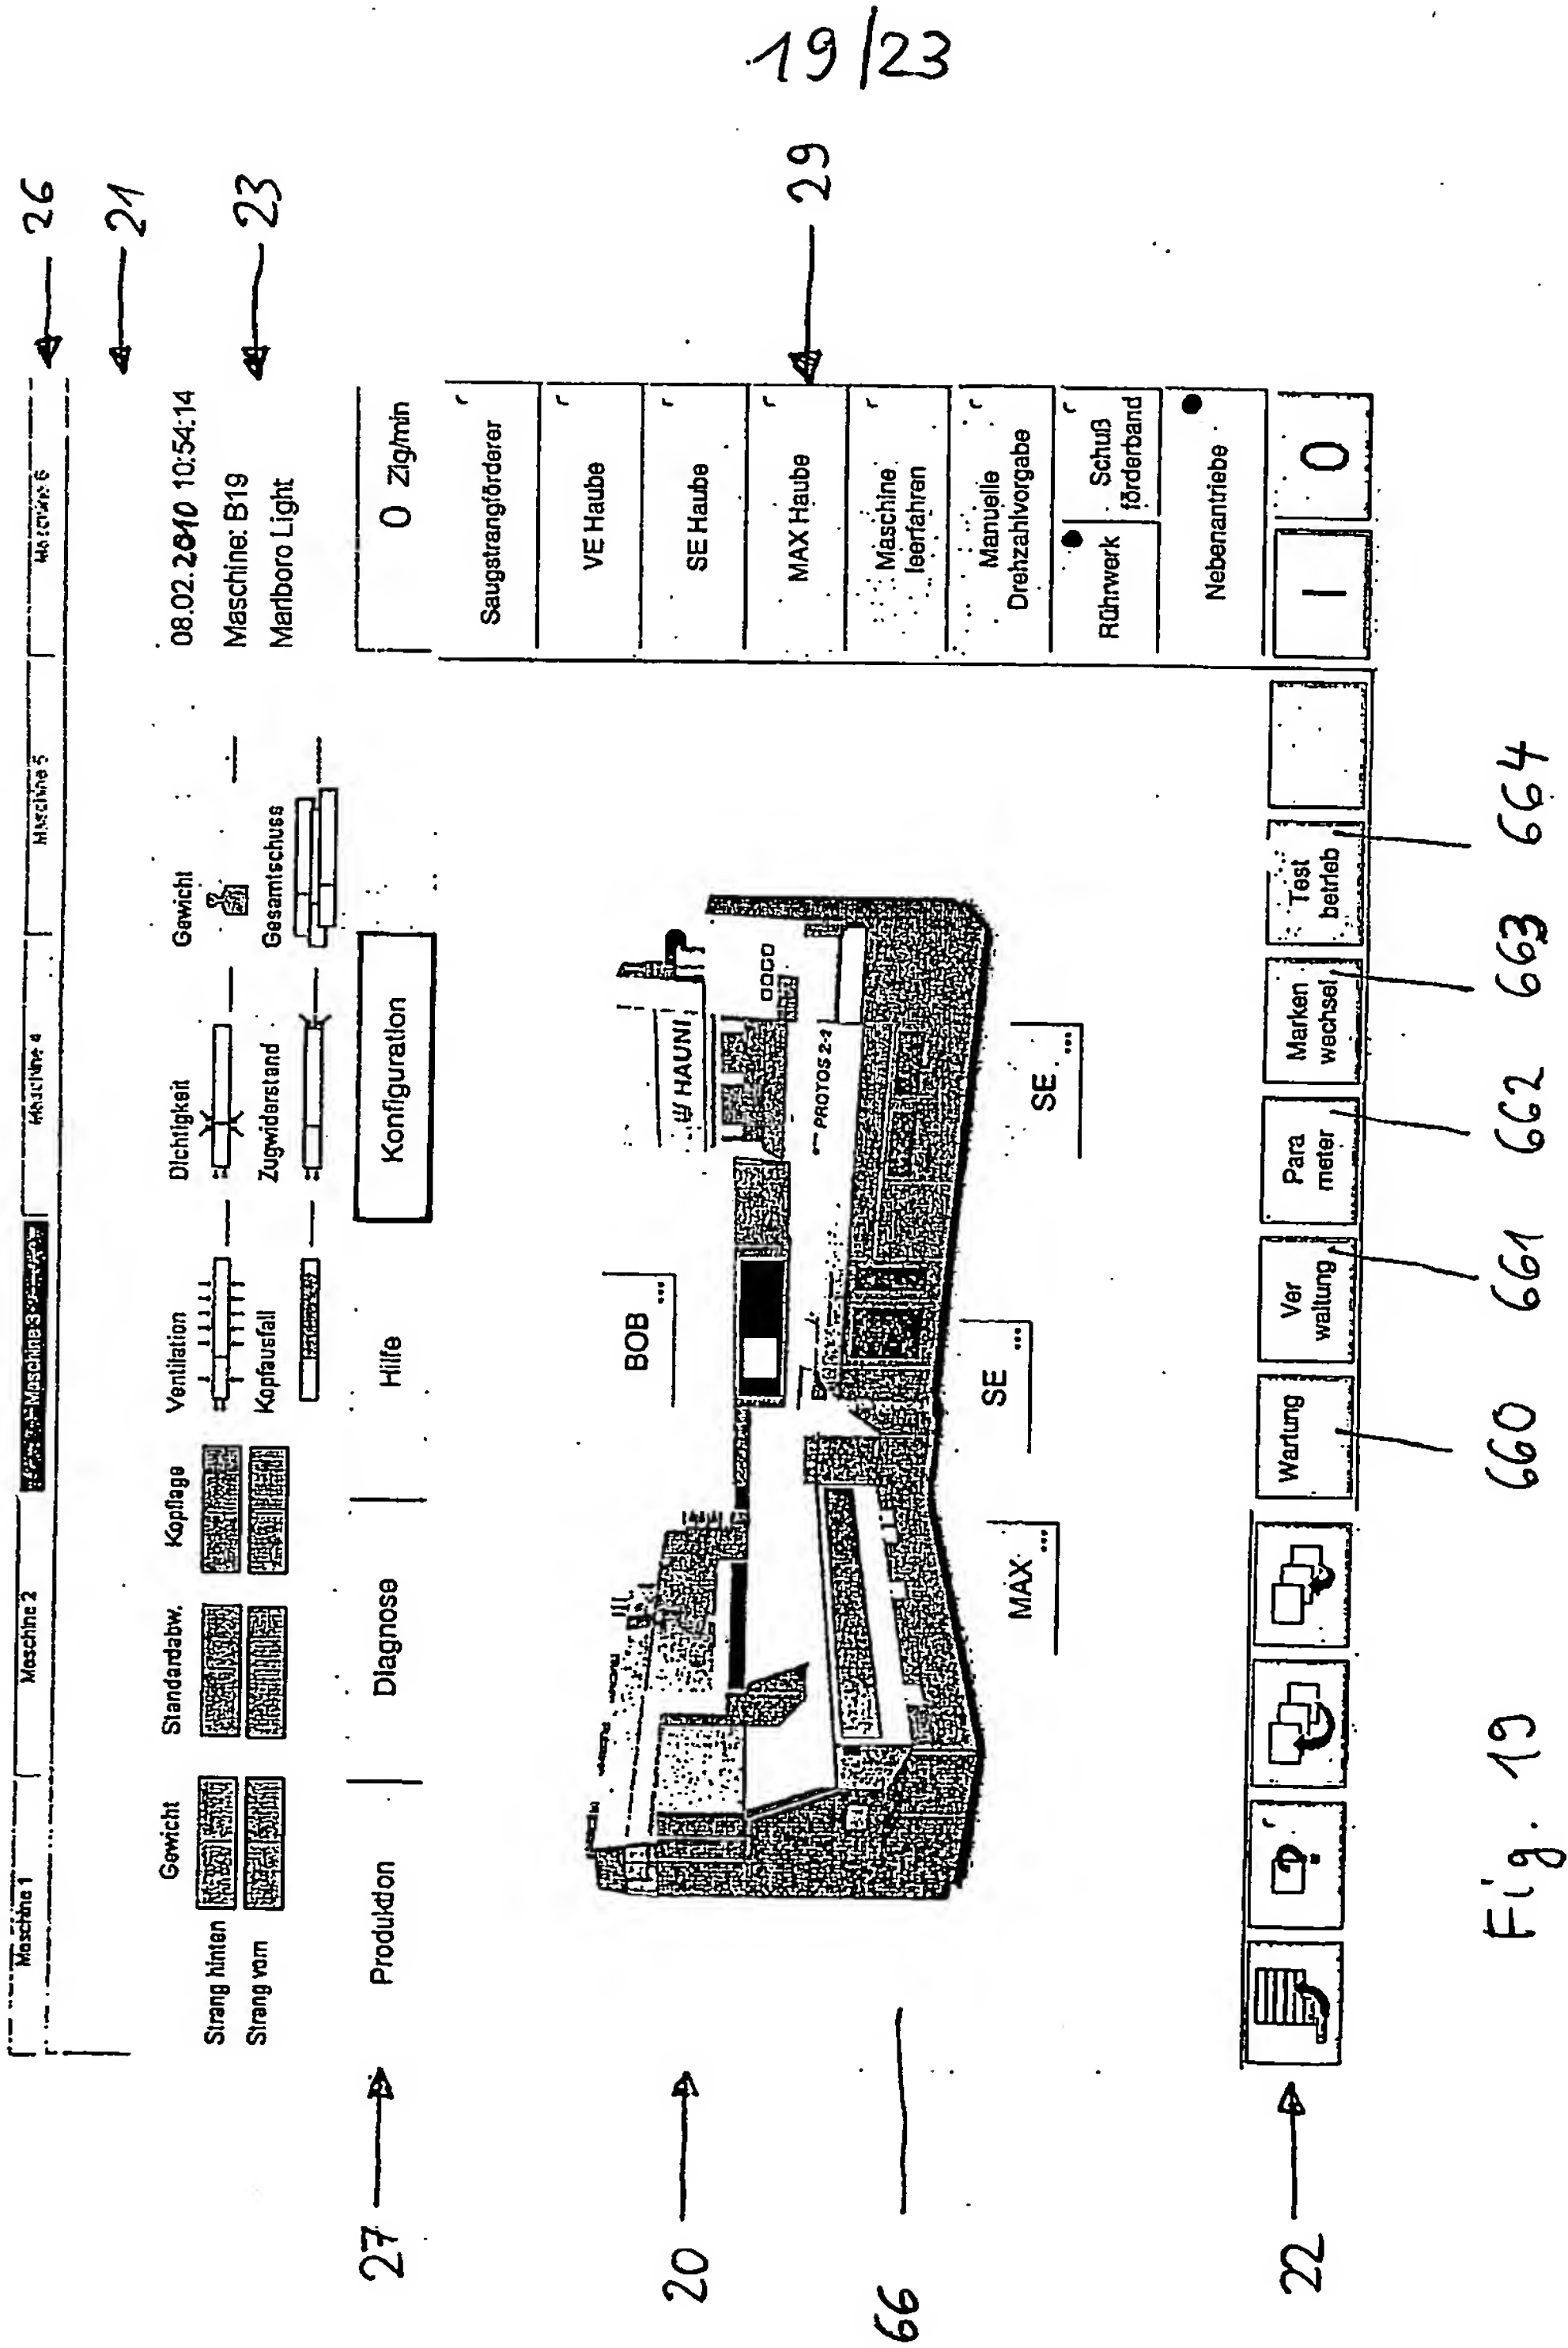 19/23
Maschine 1 Maschine 2 Maschine 3 Maschine 4 Maschine 5 Maschine 6
26
21
Gewicht Standardabw. Kopflage Ventilation Dichtigkeit Gewicht 08.02.2010 10:54:14
Strang hinten Maschine: B19
Strang vorn Kopfausfall Zugwiderstand Gesamtschuss Marlboro Light
23
27 Produktion Diagnose Hilfe Konfiguration 0 Zig/min
Saugstrangförderer
VE Haube
SE Haube
MAX Haube
29
Maschine leerfahren
Manuelle Drehzahlvorgabe
Rührwerk Schuß förderband
Nebenantriebe
20
BOB ...
HAUNI
PROTOS 2-2
66
MAX ...
SE ...
SE ...
22 ? Wartung Ver waltung Para meter Marken wechsel Test betrieb I O
660 661 662 663 664
Fig. 19